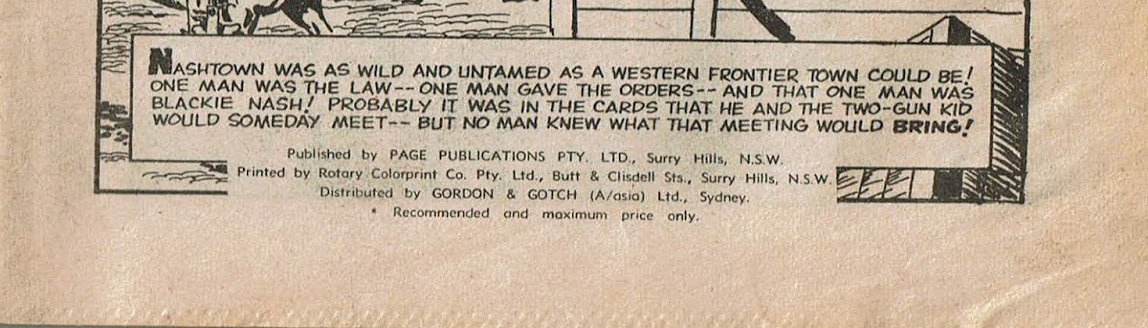 NASHTOWN WAS AS WILD AND UNTAMED AS A WESTERN FRONTIER TOWN COULD BE!
ONE MAN WAS THE LAW--ONE MAN GAVE THE ORDERS--AND THAT ONE MAN WAS
BLACKIE NASH! PROBABLY IT WAS IN THE CARDS THAT HE AND THE TWO-GUN KID
WOULD SOMEDAY MEET-- BUT NO MAN KNEW WHAT THAT MEETING WOULD BRING!
Published by PAGE PUBLICATIONS PTY. LTD., Surry Hills, N.S.W.
Printed by Rotary Colorprint Co. Pty. Ltd., Butt & Clisdell Sts., Surry Hills, N.S.W.
Distributed by GORDON & GOTCH (A/asia) Ltd., Sydney.
* Recommended and maximum price only.